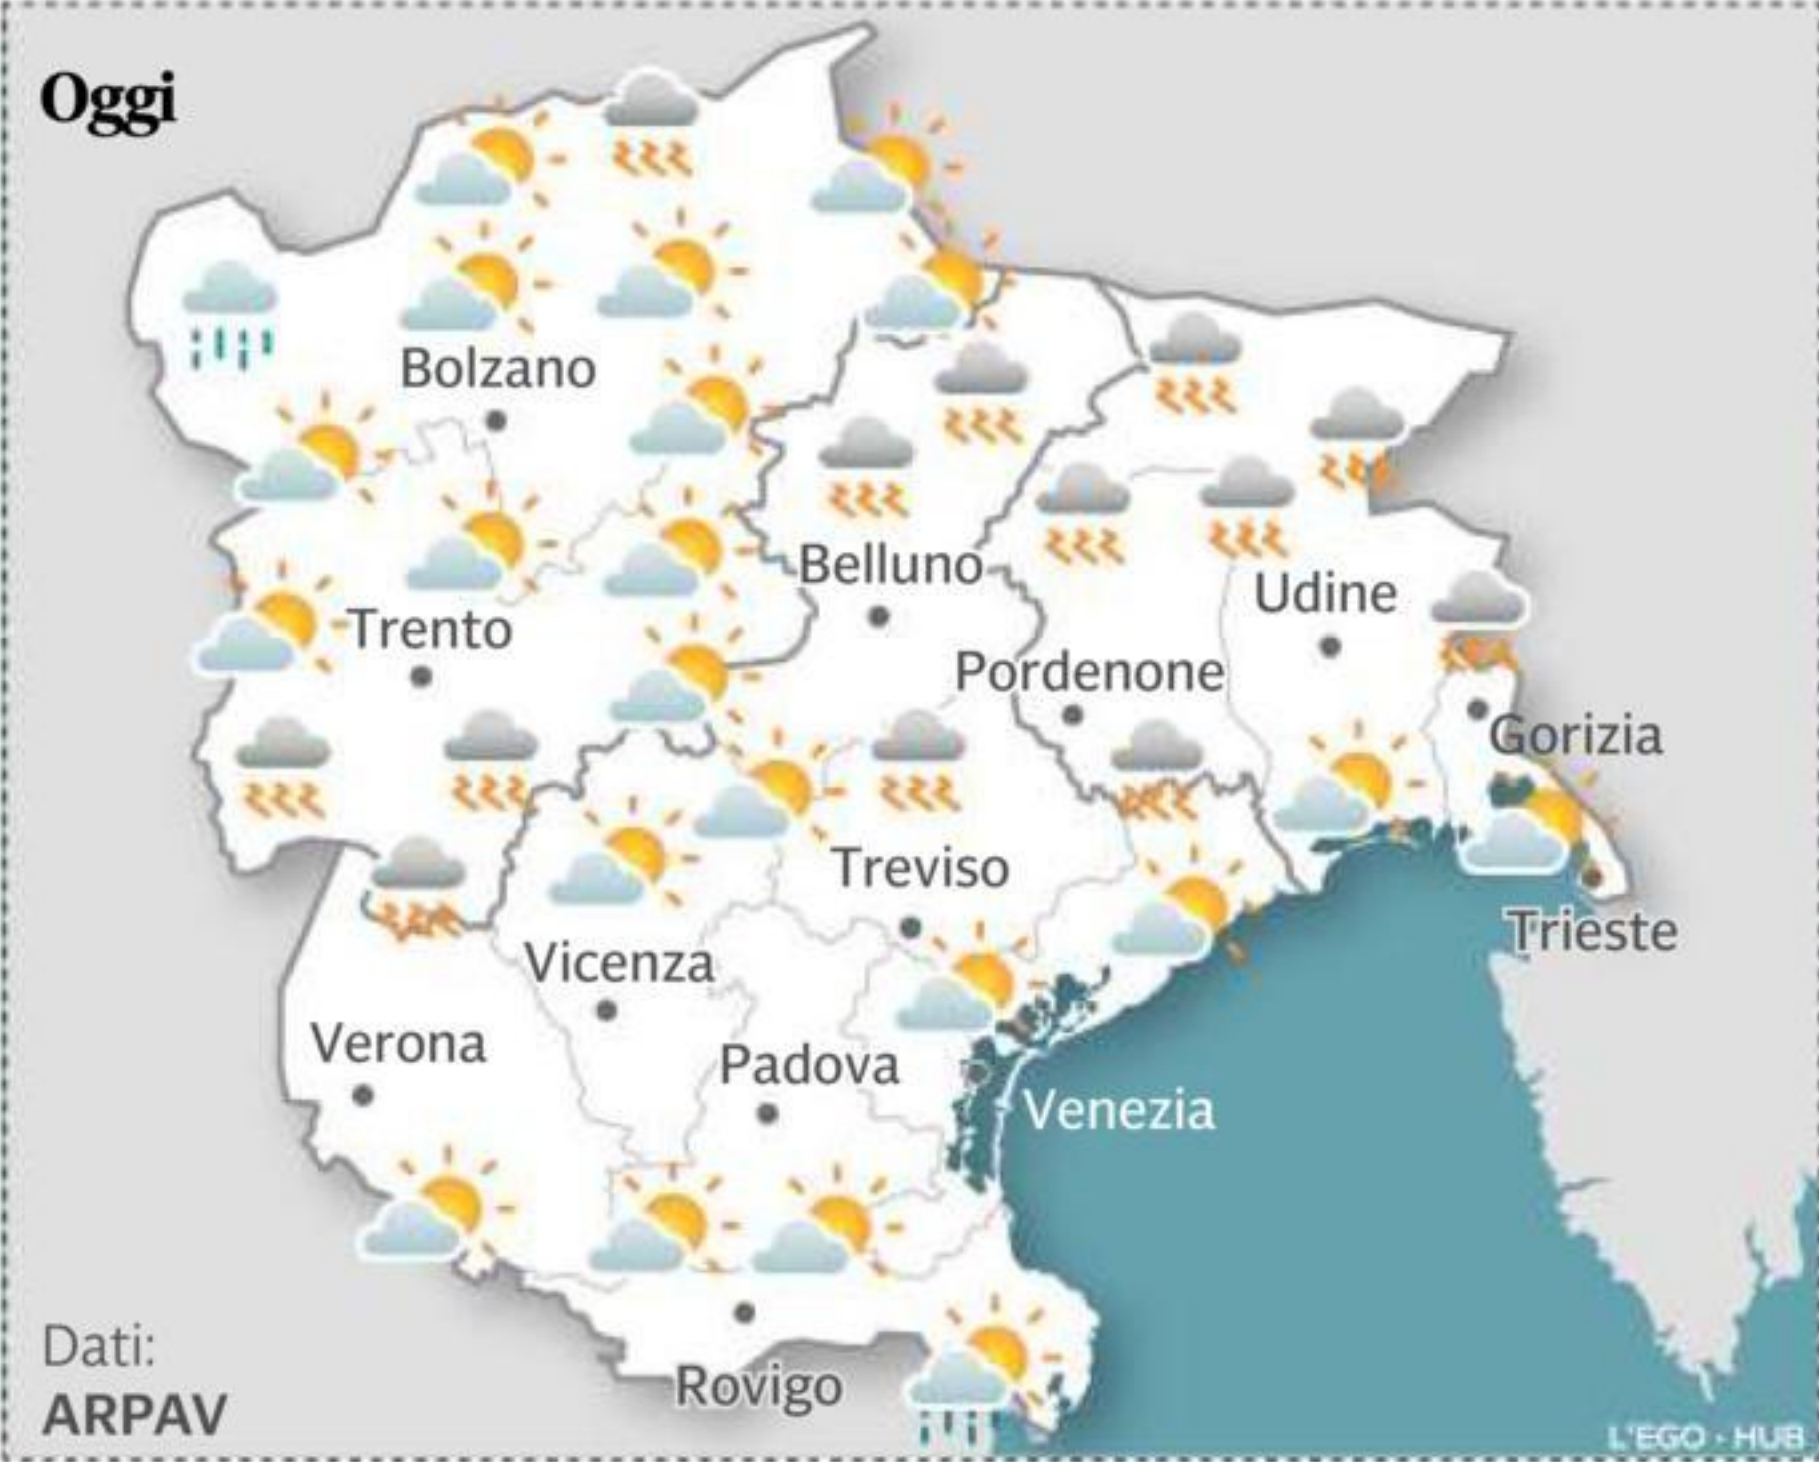 Oggi
Bolzano
Belluno
Udine
Trento
Pordenone
Gorizia
Treviso
Trieste
Vicenza
Verona
Padova
Venezia
Dati:
ARPAV
Rovigo
L'EGO - HUB